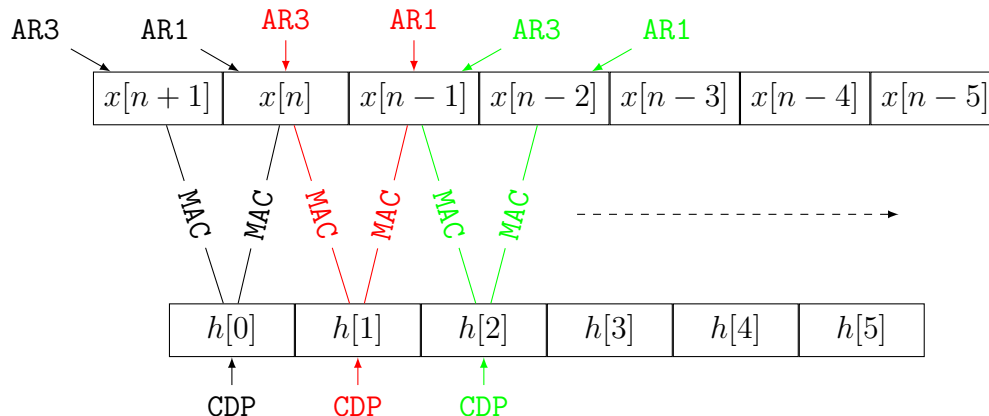 AR3 AR1 AR3 AR1 AR3 AR1
x[n + 1] x[n] x[n − 1] x[n − 2] x[n − 3] x[n − 4] x[n − 5]
MAC MAC MAC MAC MAC MAC
h[0] h[1] h[2] h[3] h[4] h[5]
CDP CDP CDP